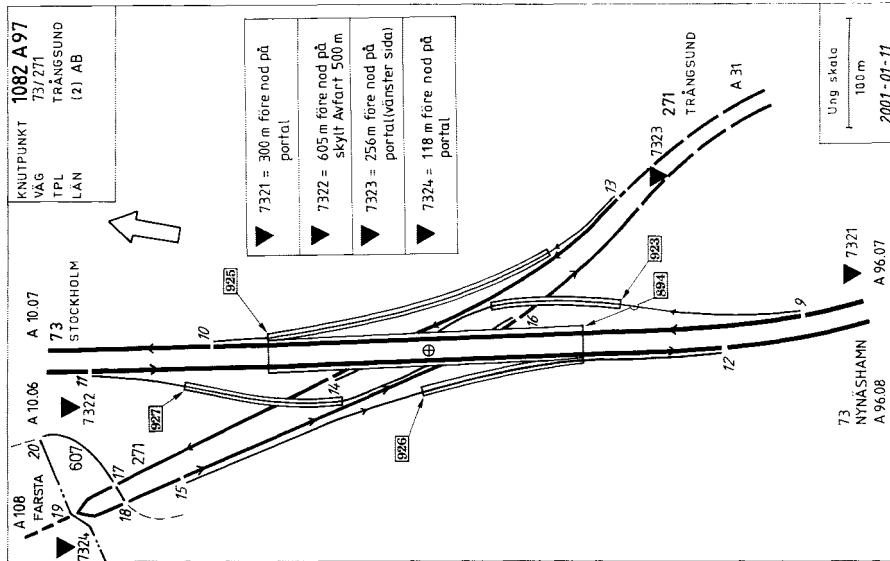 KNUTPUNKT 1082 A 97
VÄG 73/271
TPL TRÅNGSUND
LÄN (2) AB
7321 = 300 m före nod på
portal
7322 = 605 m före nod på
skylt Avfart 500 m
7323 = 256 m före nod på
portal(vänster sida)
7324 = 118 m före nod på
portal
A 10.07
73
STOCKHOLM
A 10.06
7322
11
10
925
927
A 108
FARSTA
20
19
607
7324
17
18
271
15
14
16
926
13
7323
271
TRÅNGSUND
A 31
923
894
9
12
7321
A 96.07
73
NYNÄSHAMN
A 96.08
Ung skala
100 m
2001-01-11